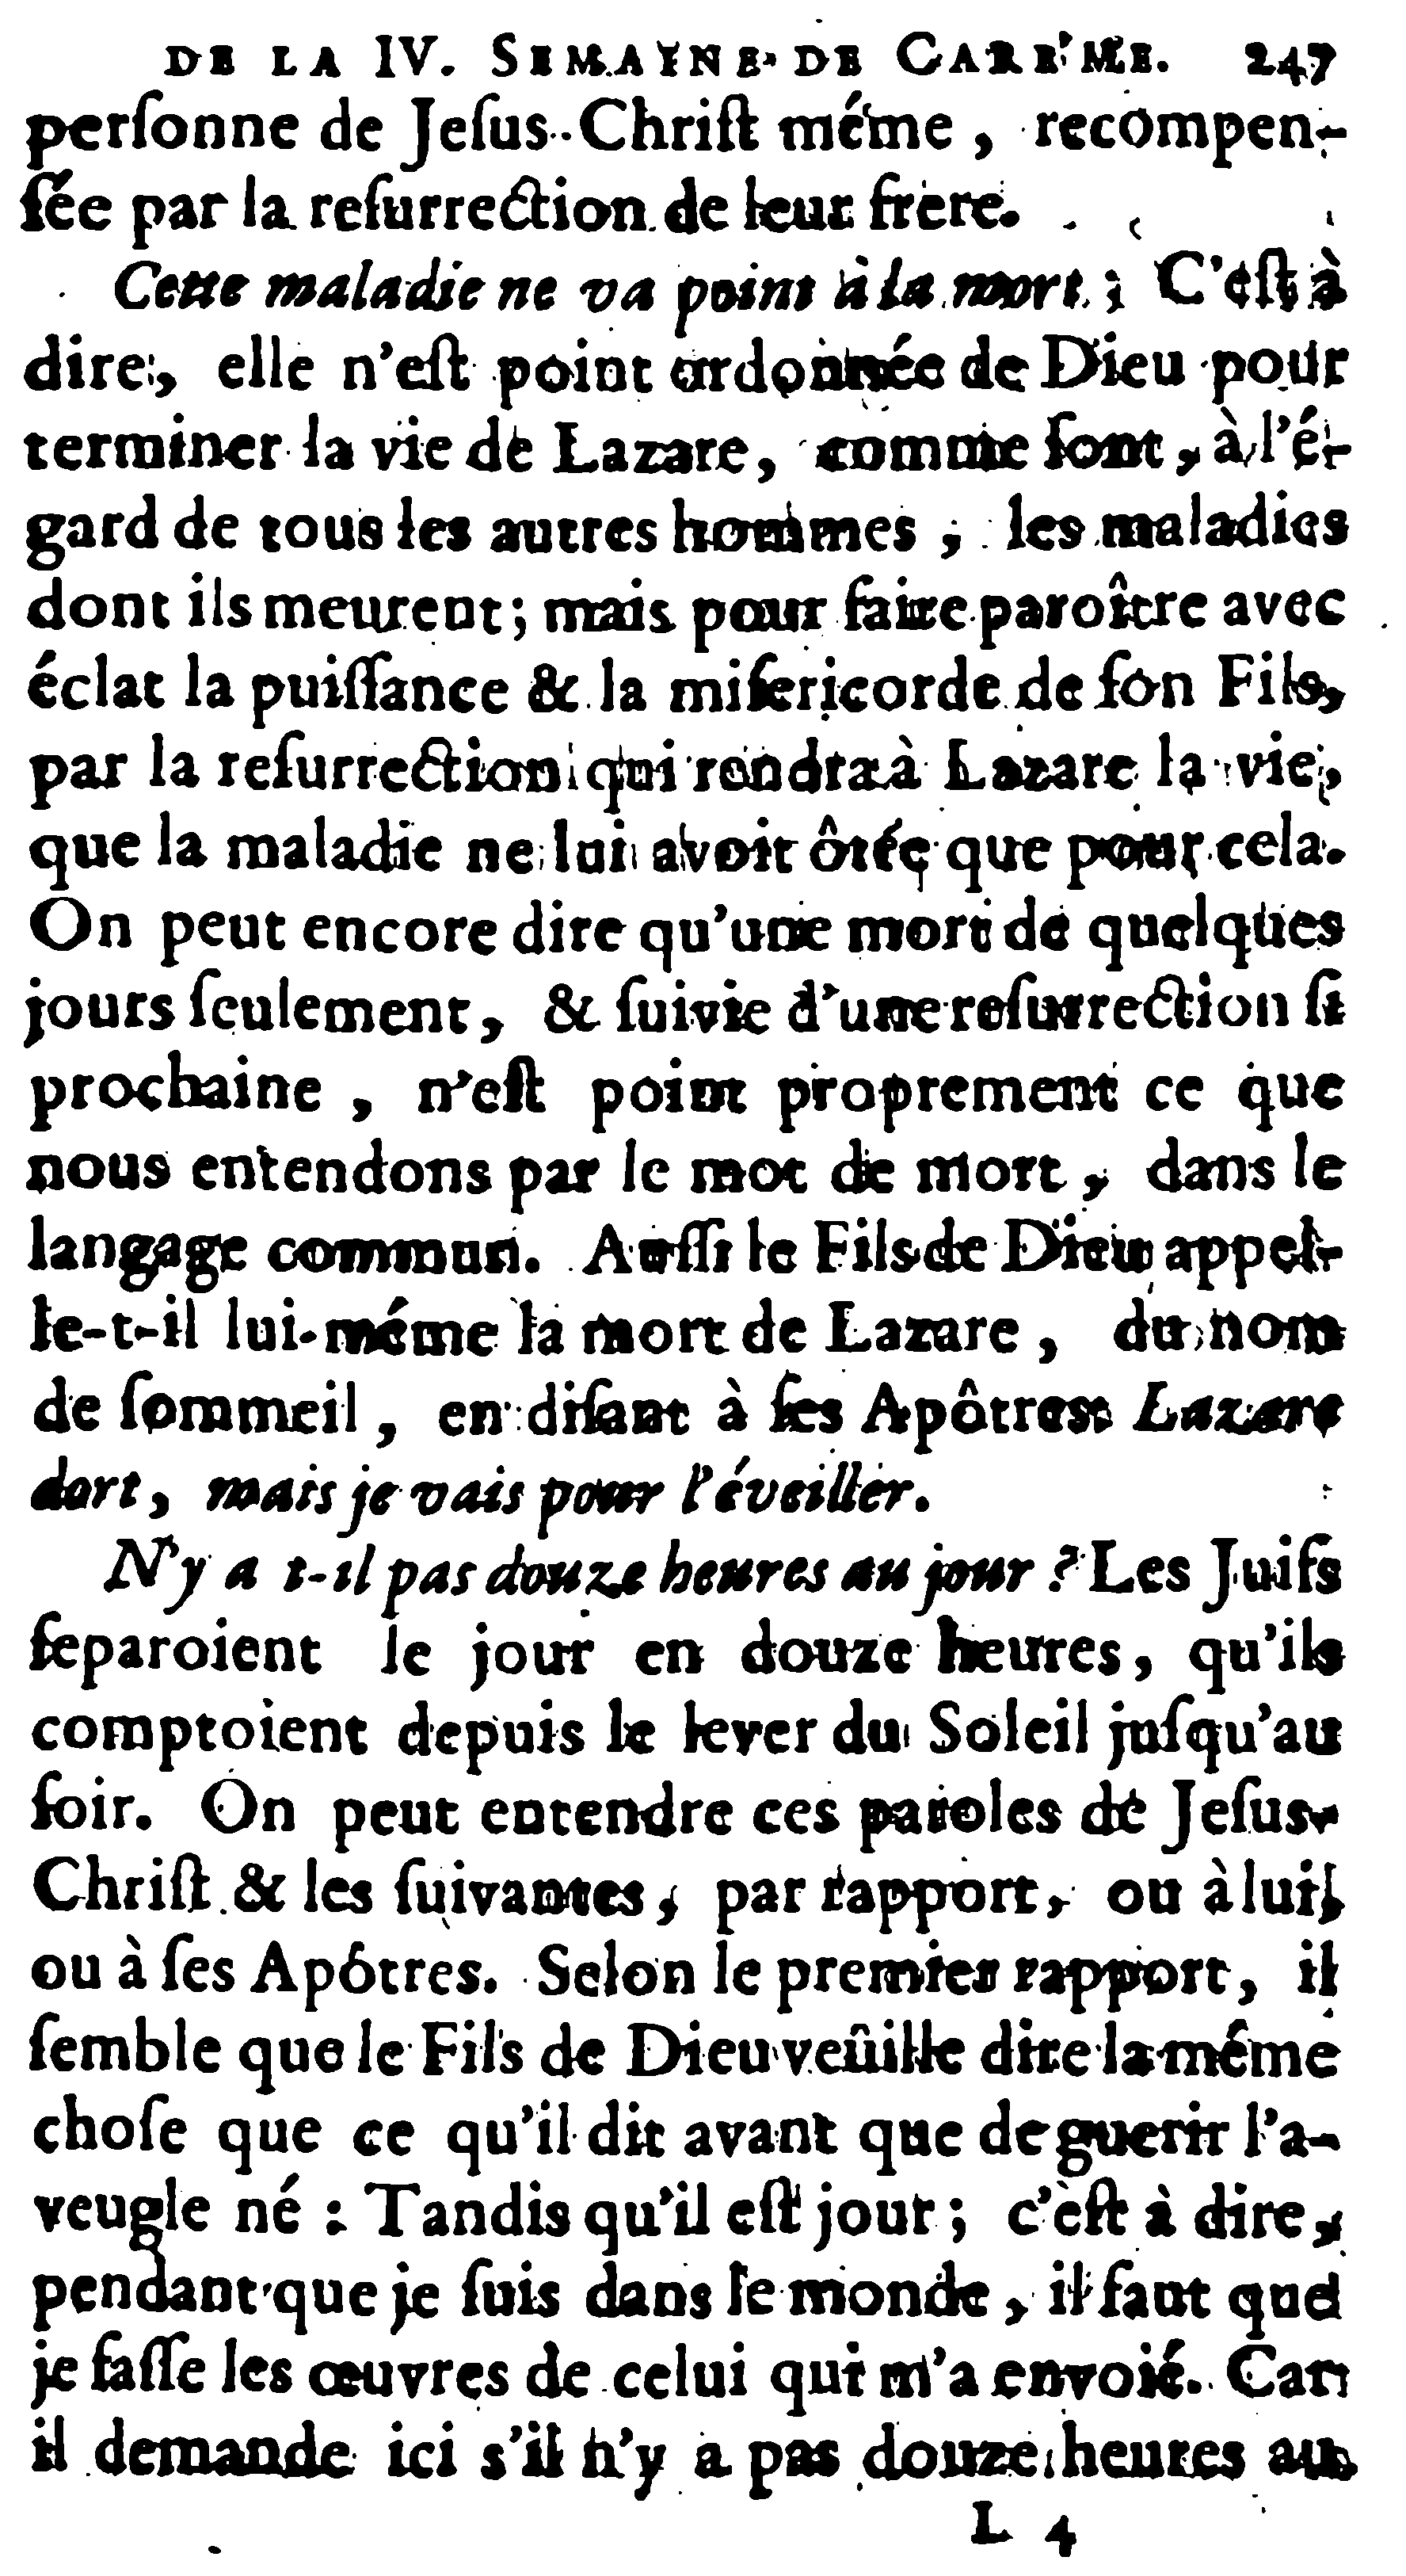 DE LA IV. SEMAYNE DE CARE'ME. 247
perſonne de Jeſus-Chriſt méme, recompen-
ſée par la reſurrection de leur frere.
Cette maladie ne va point à la mort; C'eſt à
dire, elle n'eſt point ordonnée de Dieu pour
terminer la vie de Lazare, comme ſont, à l'é-
gard de tous les autres hommes, les maladies
dont ils meurent; mais pour faire paroître avec
éclat la puiſſance & la miſericorde de ſon Fils,
par la reſurrection qui rendra à Lazare la vie,
que la maladie ne lui avoit ôtée que pour cela.
On peut encore dire qu'une mort de quelques
jours ſeulement, & ſuivie d'une reſurrection ſi
prochaine, n'eſt point proprement ce que
nous entendons par le mot de mort, dans le
langage commun. Auſſi le Fils de Dieu appel-
le-t-il lui-méme la mort de Lazare, du nom
de ſommeil, en diſant à ſes Apôtres: Lazare
dort, mais je vais pour l'éveiller.
N'y a t-il pas douze heures au jour? Les Juifs
ſeparoient le jour en douze heures, qu'ils
comptoient depuis le lever du Soleil juſqu'au
ſoir. On peut entendre ces paroles de Jeſus-
Chriſt & les ſuivantes, par rapport, ou à lui,
ou à ſes Apótres. Selon le premier rapport, il
ſemble que le Fils de Dieu veûille dire la méme
choſe que ce qu'il dit avant que de guerir l'a-
veugle né: Tandis qu'il eſt jour; c'èſt à dire,
pendant que je ſuis dans le monde, il faut que
je faſſe les œuvres de celui qui m'a envoié. Car
il demande ici s'il n'y a pas douze heures au
L 4